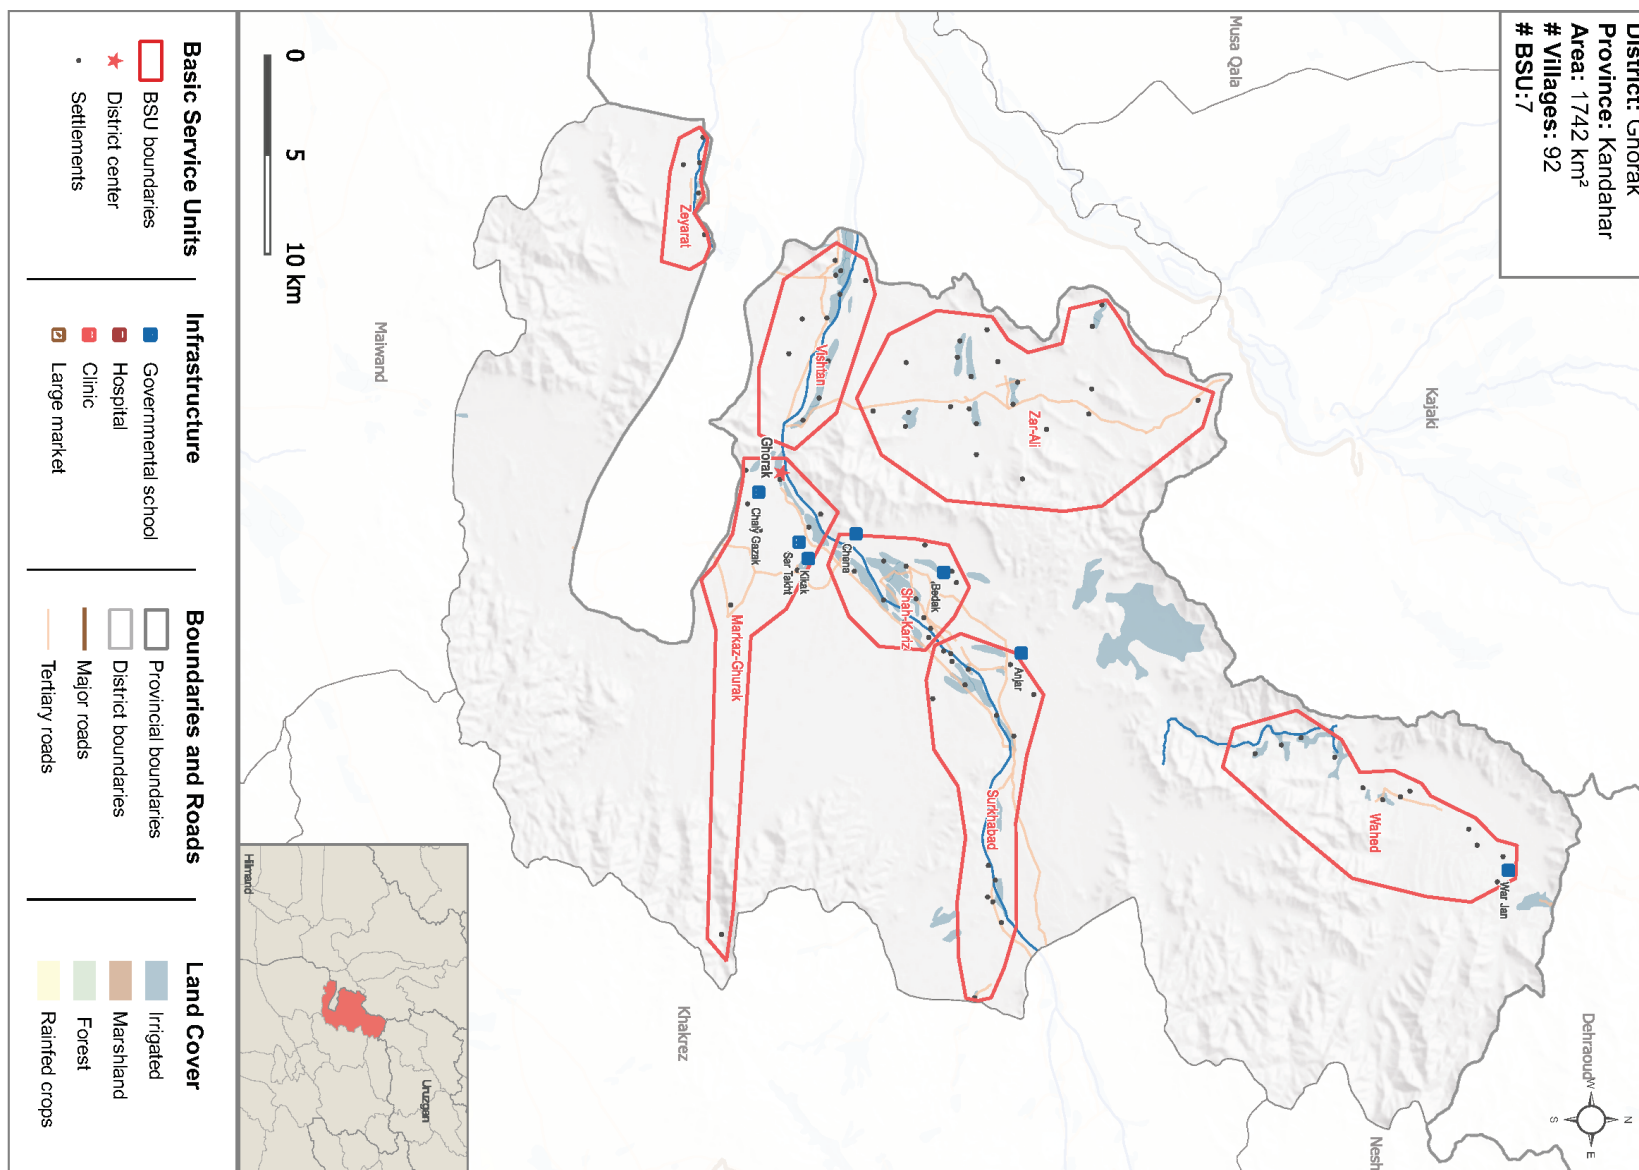 District: Ghorak
Province: Kandahar
Area: 1742 km²
# Villages: 92
# BSU:7
Musa Qala
Kajaki
Dehraoud
Nesh
Maiwand
Khakrez
N
W
E
S
Zeyarat
Vishtan
Zar-Ali
Ghorak
Chaly Gazak
Sar Takht
Kikak
Chena
Bedak
Shah-Kariz
Markaz-Ghurak
Anjar
Surkhabad
Wahed
War Jan
0 5 10 km
Hilmand
Uruzgan
Basic Service Units
BSU boundaries
District center
Settlements
Infrastructure
Governmental school
Hospital
Clinic
Large market
Boundaries and Roads
Provincial boundaries
District boundaries
Major roads
Tertiary roads
Land Cover
Irrigated
Marshland
Forest
Rainfed crops